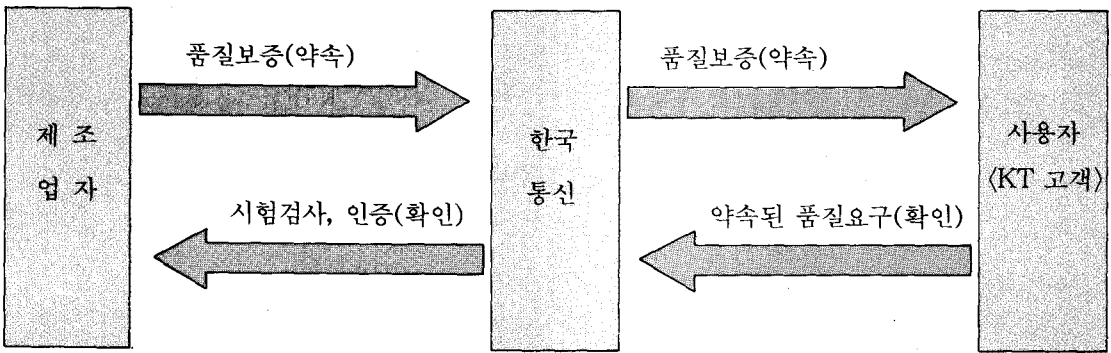 품질보증(약속)
품질보증(약속)
제 조
업 자
한국
통신
사용자
〈KT 고객〉
시험검사, 인증(확인)
약속된 품질요구(확인)